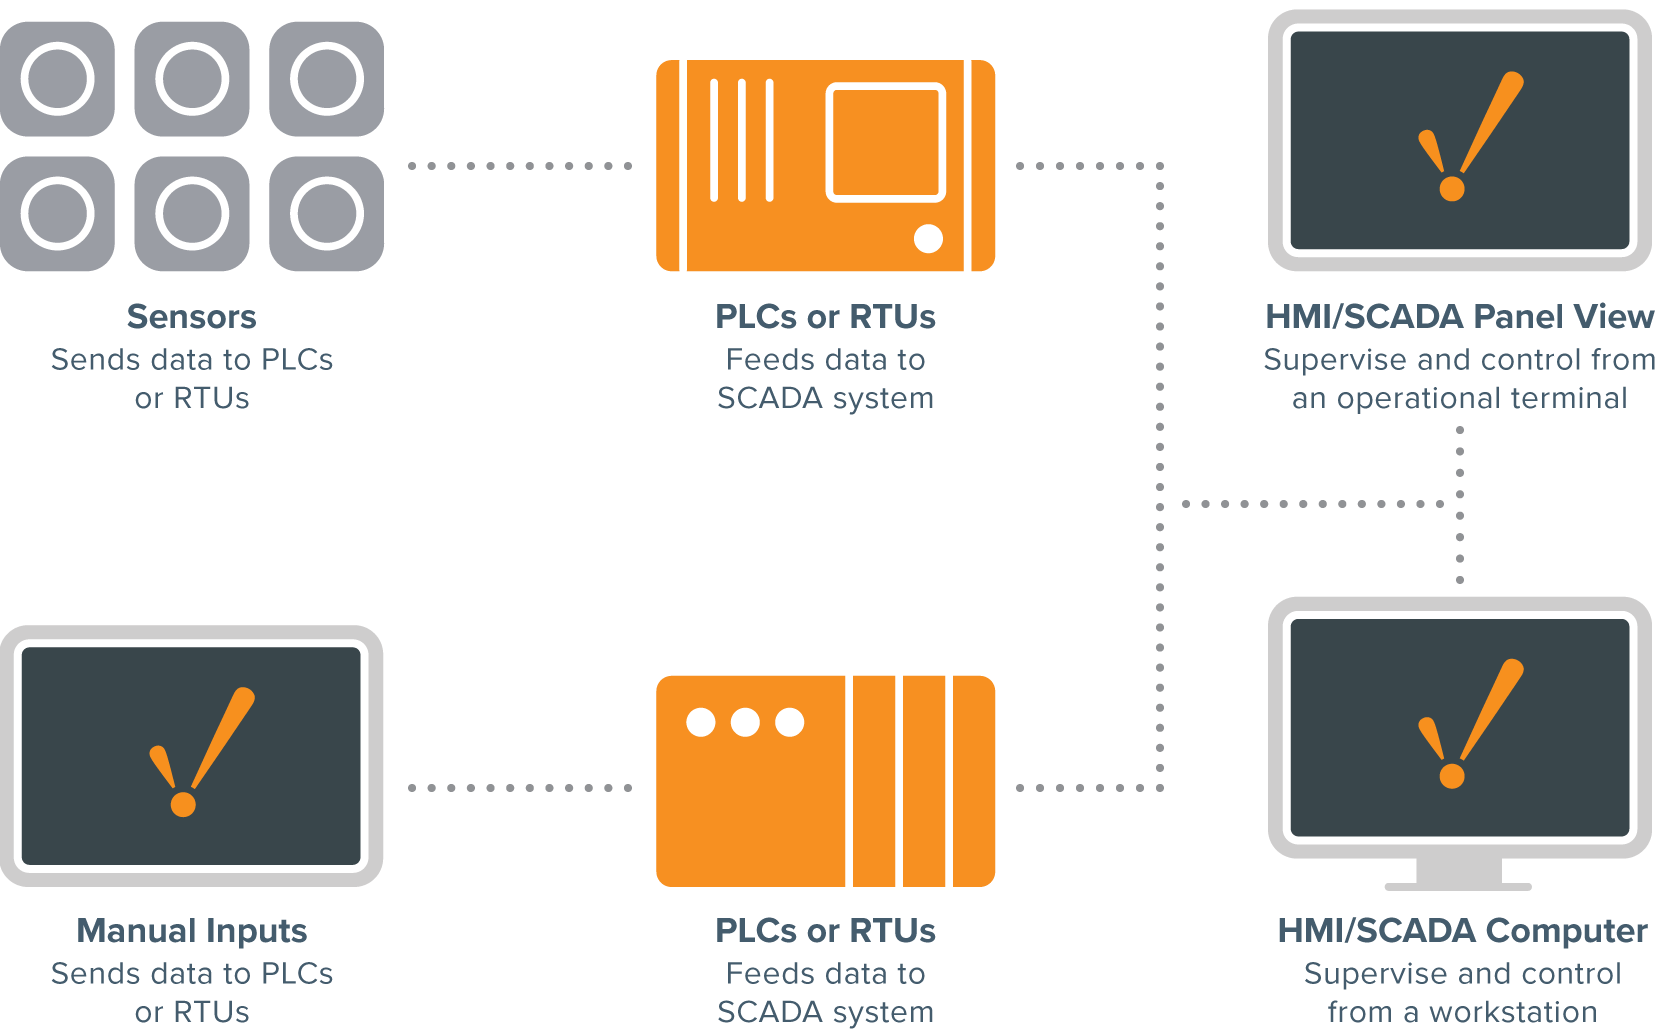 Sensors
Sends data to PLCs
or RTUs
PLCs or RTUs
Feeds data to
SCADA system
HMI/SCADA Panel View
Supervise and control from
an operational terminal
Manual Inputs
Sends data to PLCs
or RTUs
PLCs or RTUs
Feeds data to
SCADA system
HMI/SCADA Computer
Supervise and control
from a workstation